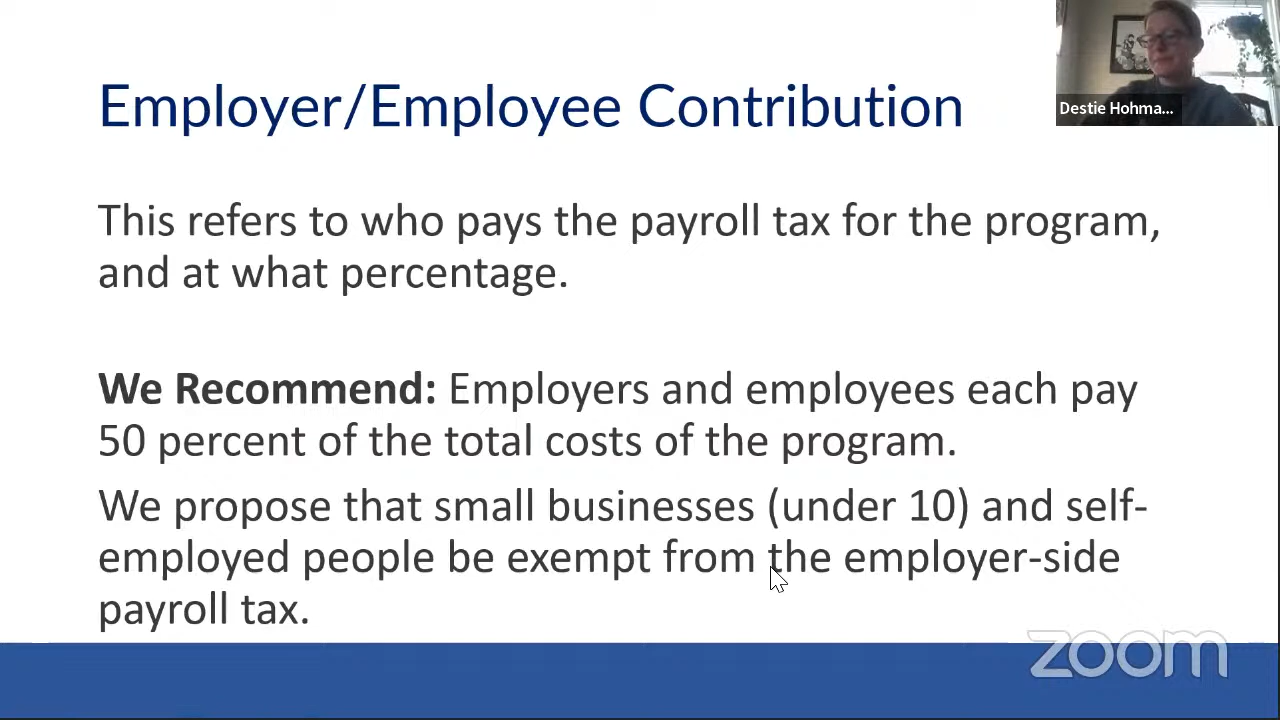 Employer/Employee Contribution
Destie Hohma...
This refers to who pays the payroll tax for the program,
and at what percentage.
We Recommend: Employers and employees each pay
50 percent of the total costs of the program.
We propose that small businesses (under 10) and self-
employed people be exempt from the employer-side
payroll tax.
zoom